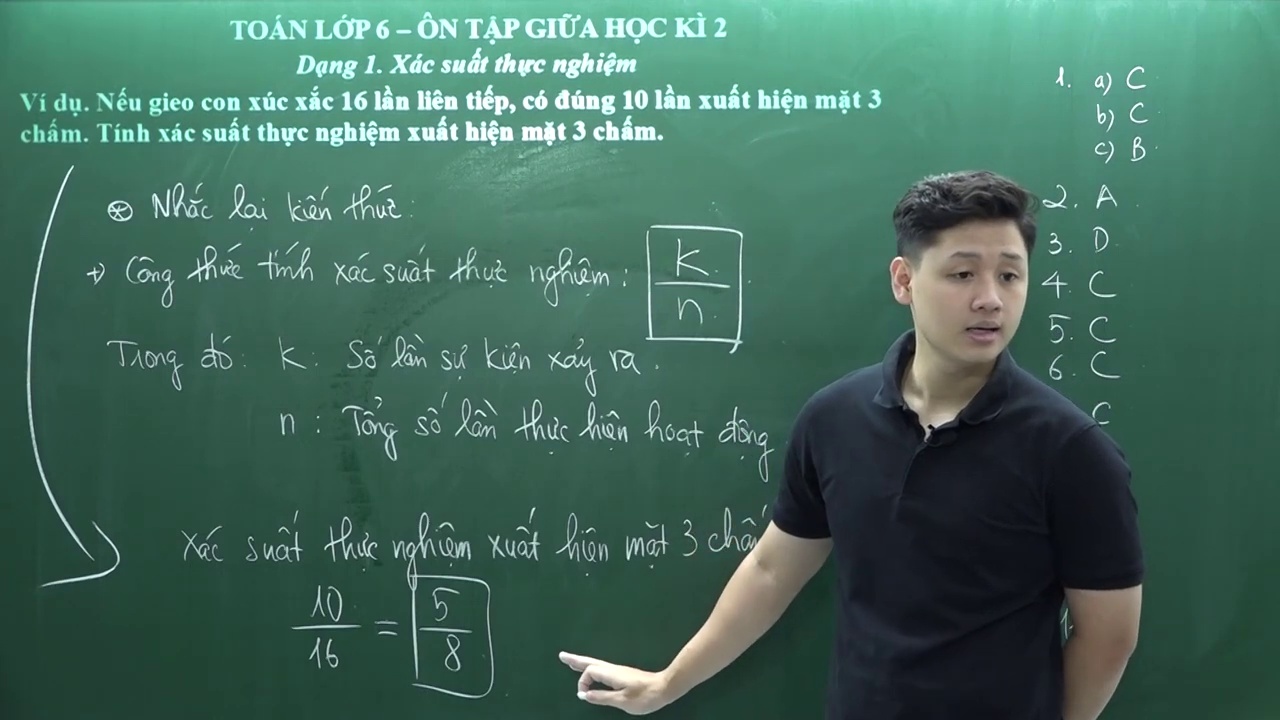 TOÁN LỚP 6 – ÔN TẬP GIỮA HỌC KÌ 2
Dạng 1. Xác suất thực nghiệm
Ví dụ. Nếu gieo con xúc xắc 16 lần liên tiếp, có đúng 10 lần xuất hiện mặt 3
chấm. Tính xác suất thực nghiệm xuất hiện mặt 3 chấm.
⊛ Nhắc lại kiến thức:
+) Công thức tính xác suất thực nghiệm: k/n
Trong đó: k: Số lần sự kiện xảy ra.
n: Tổng số lần thực hiện hoạt động
Xác suất thực nghiệm xuất hiện mặt 3 chấ
10/16 = 5/8
1. a) C
b) C
c) B
2. A
3. D
4. C
5. C
6. C
C
1.